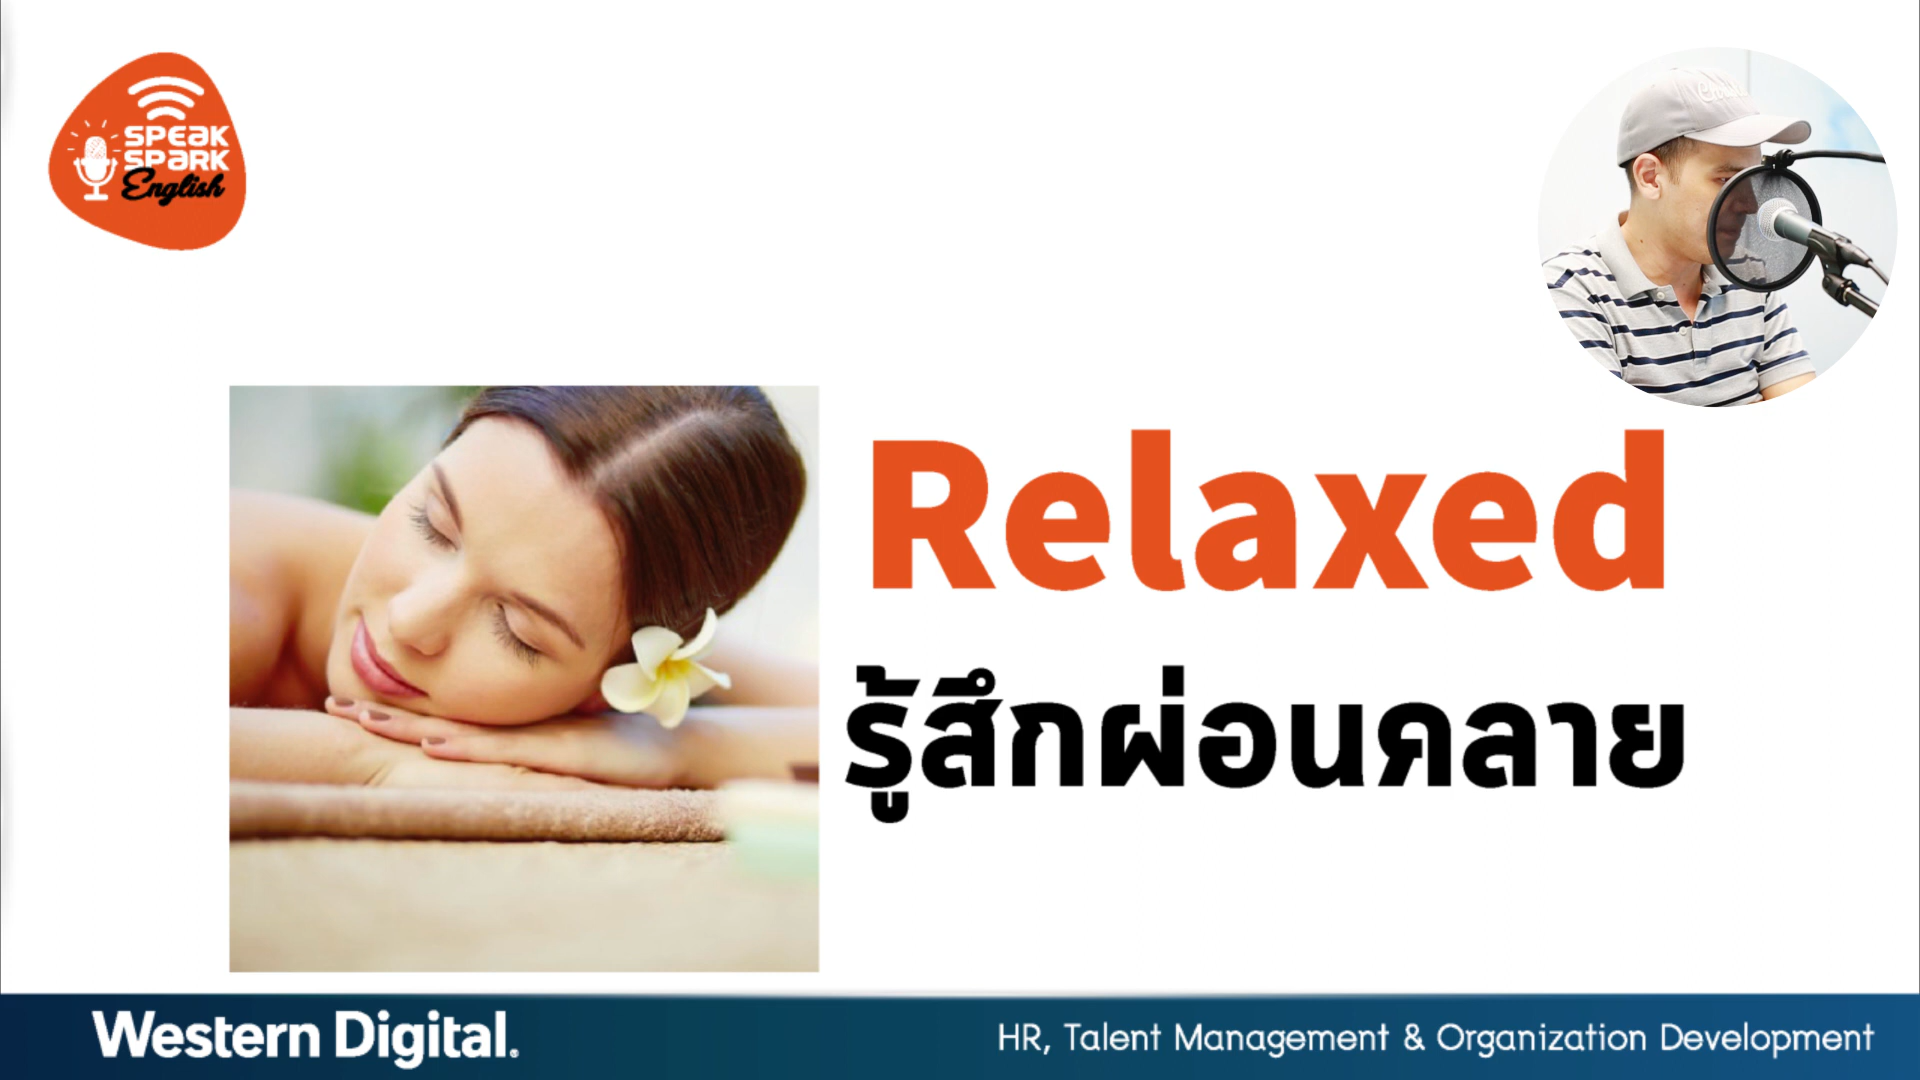 SPEAK
SPARK
English
Relaxed
รู้สึกผ่อนคลาย
Western Digital.
HR, Talent Management & Organization Development